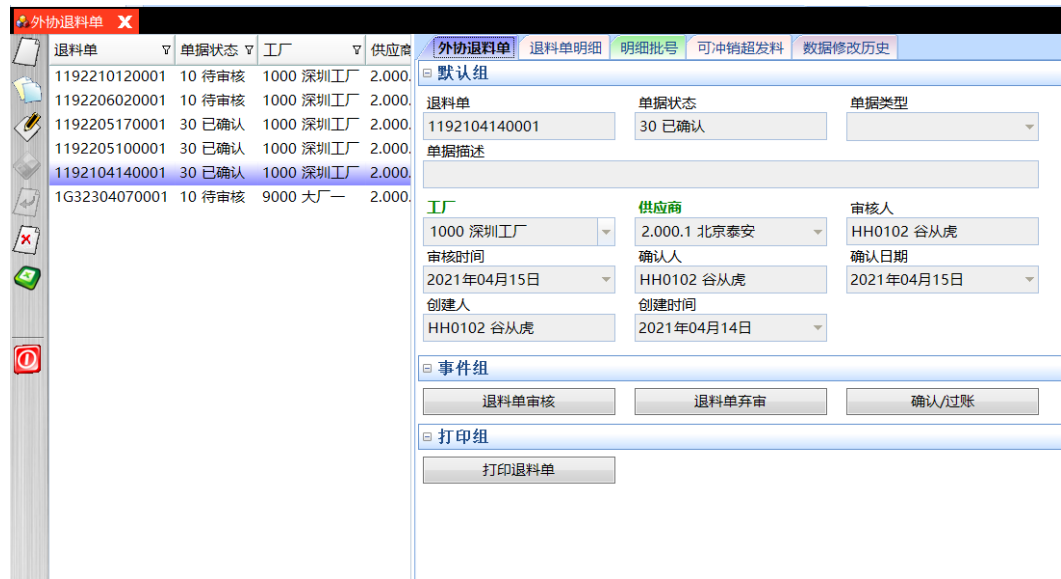 外协退料单 X
退料单 单据状态 工厂 供应商
1192210120001 10 待审核 1000 深圳工厂 2.000.
1192206020001 10 待审核 1000 深圳工厂 2.000.
1192205170001 30 已确认 1000 深圳工厂 2.000.
1192205100001 30 已确认 1000 深圳工厂 2.000.
1192104140001 30 已确认 1000 深圳工厂 2.000.
1G32304070001 10 待审核 9000 大厂一 2.000.
外协退料单 退料单明细 明细批号 可冲销超发料 数据修改历史
默认组
退料单 单据状态 单据类型
1192104140001 30 已确认
单据描述
工厂 供应商 审核人
1000 深圳工厂 2.000.1 北京泰安 HH0102 谷从虎
审核时间 确认人 确认日期
2021年04月15日 HH0102 谷从虎 2021年04月15日
创建人 创建时间
HH0102 谷从虎 2021年04月14日
事件组
退料单审核 退料单弃审 确认/过账
打印组
打印退料单